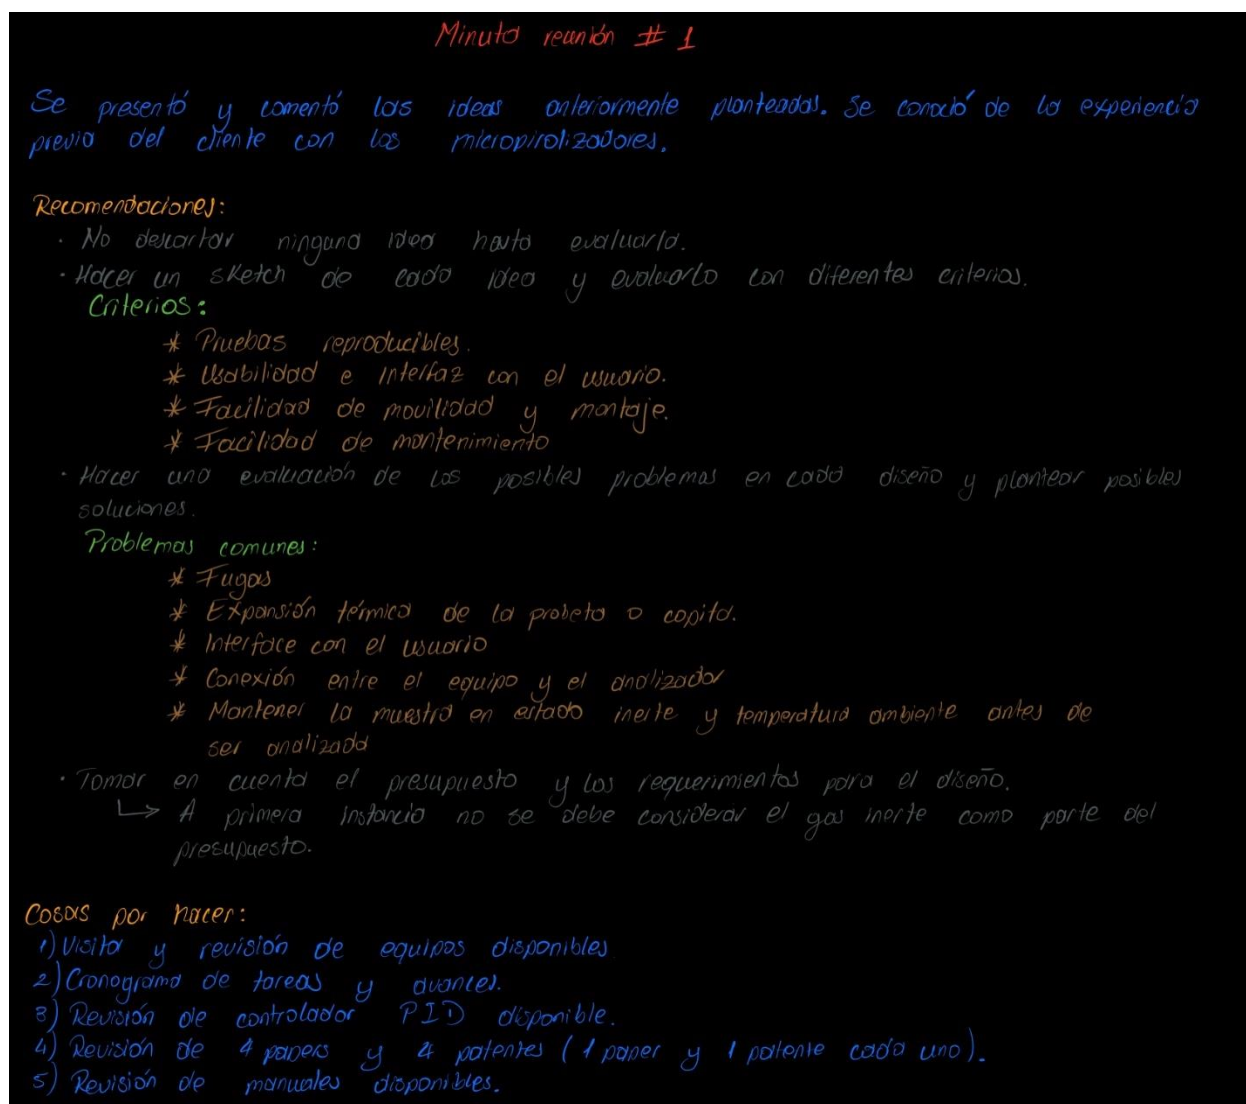 Minuta reunión # 1
Se presentó y comentó las ideas anteriormente planteadas. Se conoció de la experiencia
previa del cliente con los micropirolizadores.
Recomendaciones:
· No descartar ninguna idea hasta evaluarla.
· Hacer un sketch de cada idea y evaluarlo con diferentes criterios.
Criterios:
* Pruebas reproducibles.
* Usabilidad e interfaz con el usuario.
* Facilidad de movilidad y montaje.
* Facilidad de mantenimiento
· Hacer una evaluación de los posibles problemas en cada diseño y plantear posibles
soluciones.
Problemas comunes:
* Fugas
* Expansión térmica de la probeta o copita.
* Interface con el usuario
* Conexión entre el equipo y el analizador
* Mantener la muestra en estado inerte y temperatura ambiente antes de
ser analizada
· Tomar en cuenta el presupuesto y los requerimientos para el diseño.
↳ A primera instancia no se debe considerar el gas inerte como parte del
presupuesto.
Cosas por hacer:
1) Visita y revisión de equipos disponibles
2) Cronograma de tareas y avances.
3) Revisión de controlador PID disponible.
4) Revisión de 4 papers y 4 patentes (1 paper y 1 patente cada uno).
5) Revisión de manuales disponibles.